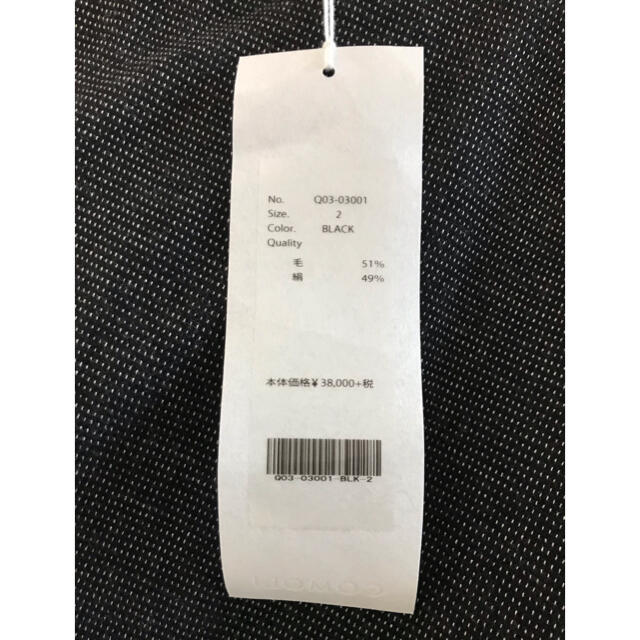 No. Q03-03001
Size. 2
Color. BLACK
Quality
毛 51%
絹 49%
本体価格¥38,000+税
Q03-03001-BLK-2